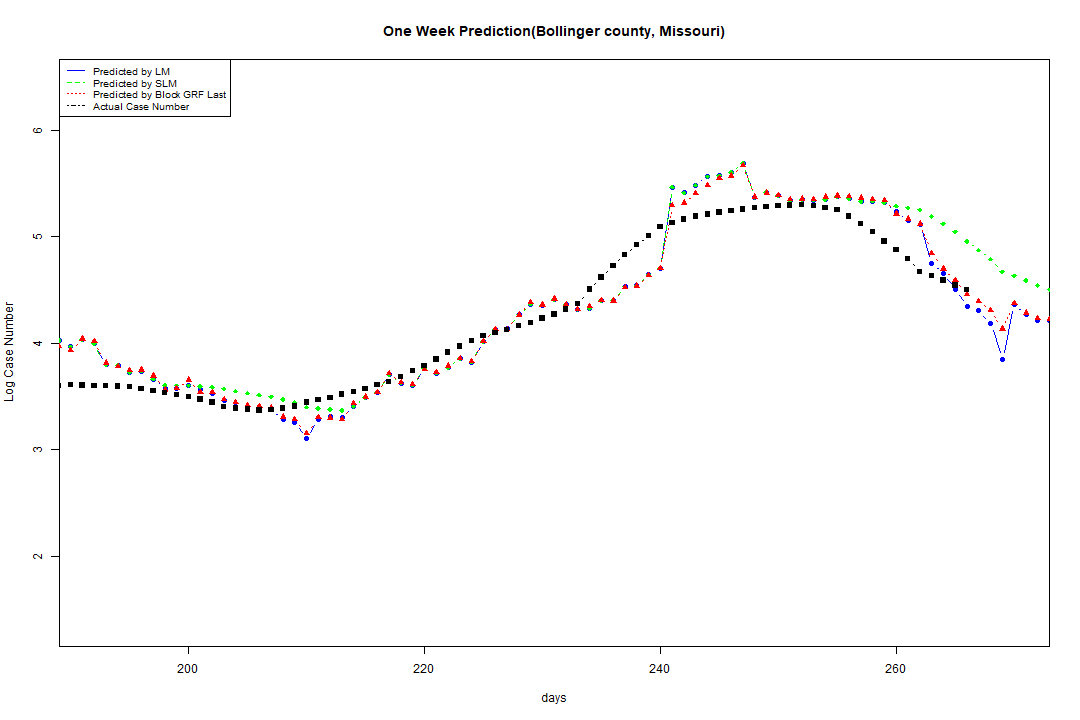 One Week Prediction(Bollinger county, Missouri)
Predicted by LM
Predicted by SLM
Predicted by Block GRF Last
Actual Case Number
6
5
4
3
2
Log Case Number
200 220 240 260
days